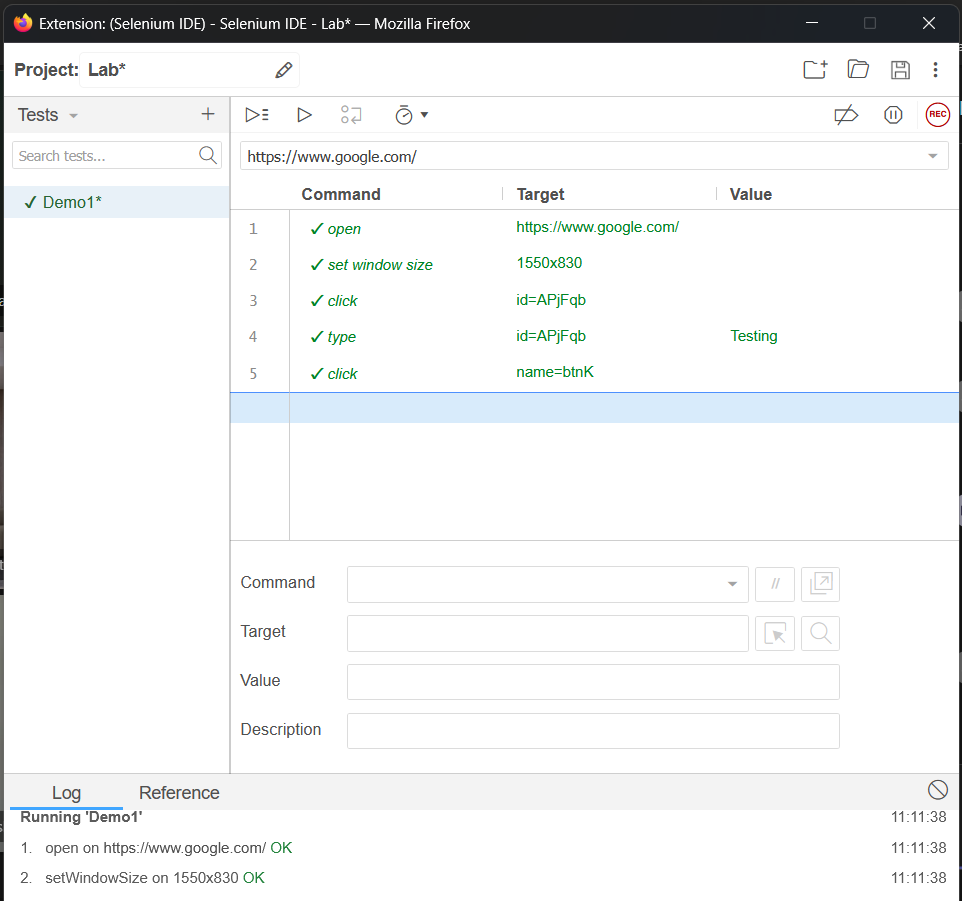 Extension: (Selenium IDE) - Selenium IDE - Lab* — Mozilla Firefox
Project: Lab*
Tests
REC
Search tests...
https://www.google.com/
✓ Demo1*
Command Target Value
1 ✓ open https://www.google.com/
2 ✓ set window size 1550x830
3 ✓ click id=APjFqb
4 ✓ type id=APjFqb Testing
5 ✓ click name=btnK
Command //
Target
Value
Description
Log Reference
Running 'Demo1' 11:11:38
1. open on https://www.google.com/ OK 11:11:38
2. setWindowSize on 1550x830 OK 11:11:38